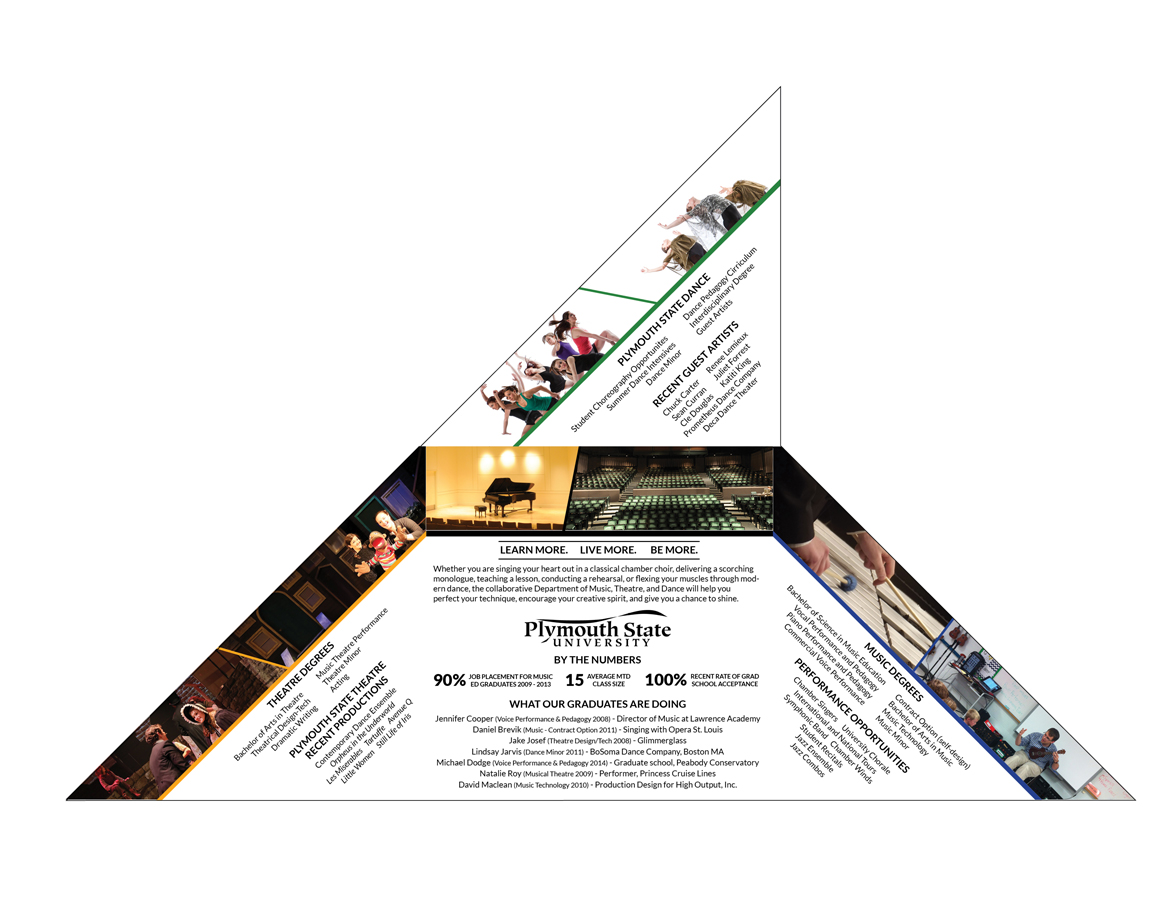 PLYMOUTH STATE DANCE
Student Choreography Opportunites
Summer Dance Intensives
Dance Minor
Dance Pedagogy Cirriculum
Interdisciplinary Degree
Guest Artists
RECENT GUEST ARTISTS
Chuck Carter
Sean Curran
Cle Douglas
Prometheus Dance Company
Deca Dance Theater
Renee Lemieux
Juliet Forrest
Katiti King
LEARN MORE. LIVE MORE. BE MORE.
Whether you are singing your heart out in a classical chamber choir, delivering a scorching
monologue, teaching a lesson, conducting a rehearsal, or flexing your muscles through mod-
ern dance, the collaborative Department of Music, Theatre, and Dance will help you
perfect your technique, encourage your creative spirit, and give you a chance to shine.
Plymouth State
UNIVERSITY
BY THE NUMBERS
90% JOB PLACEMENT FOR MUSIC
ED GRADUATES 2009 - 2013
15 AVERAGE MTD
CLASS SIZE
100% RECENT RATE OF GRAD
SCHOOL ACCEPTANCE
WHAT OUR GRADUATES ARE DOING
Jennifer Cooper (Voice Performance & Pedagogy 2008) - Director of Music at Lawrence Academy
Daniel Brevik (Music - Contract Option 2011) - Singing with Opera St. Louis
Jake Josef (Theatre Design/Tech 2008) - Glimmerglass
Lindsay Jarvis (Dance Minor 2011) - BoSoma Dance Company, Boston MA
Michael Dodge (Voice Performance & Pedagogy 2014) - Graduate school, Peabody Conservatory
Natalie Roy (Musical Theatre 2009) - Performer, Princess Cruise Lines
David Maclean (Music Technology 2010) - Production Design for High Output, Inc.
THEATRE DEGREES
Bachelor of Arts in Theatre
Theatrical Design-Tech
Dramatic Writing
Music Theatre Performance
Theatre Minor
Acting
PLYMOUTH STATE THEATRE
RECENT PRODUCTIONS
Contemporary Dance Ensemble
Orpheus in the Underworld
Les Miserables Tartuffe Avenue Q
Little Women Still Life of Iris
MUSIC DEGREES
Bachelor of Science in Music Education
Vocal Performance and Pedagogy
Piano Performance and Pedagogy
Commercial Voice Performance
Contract Option (self-design)
Bachelor of Arts in Music
Music Technology
Music Minor
PERFORMANCE OPPORTUNITIES
Chamber Singers University Chorale
International and National Tours
Symphonic Band Chamber Winds
Student Recitals
Jazz Ensemble
Jazz Combos